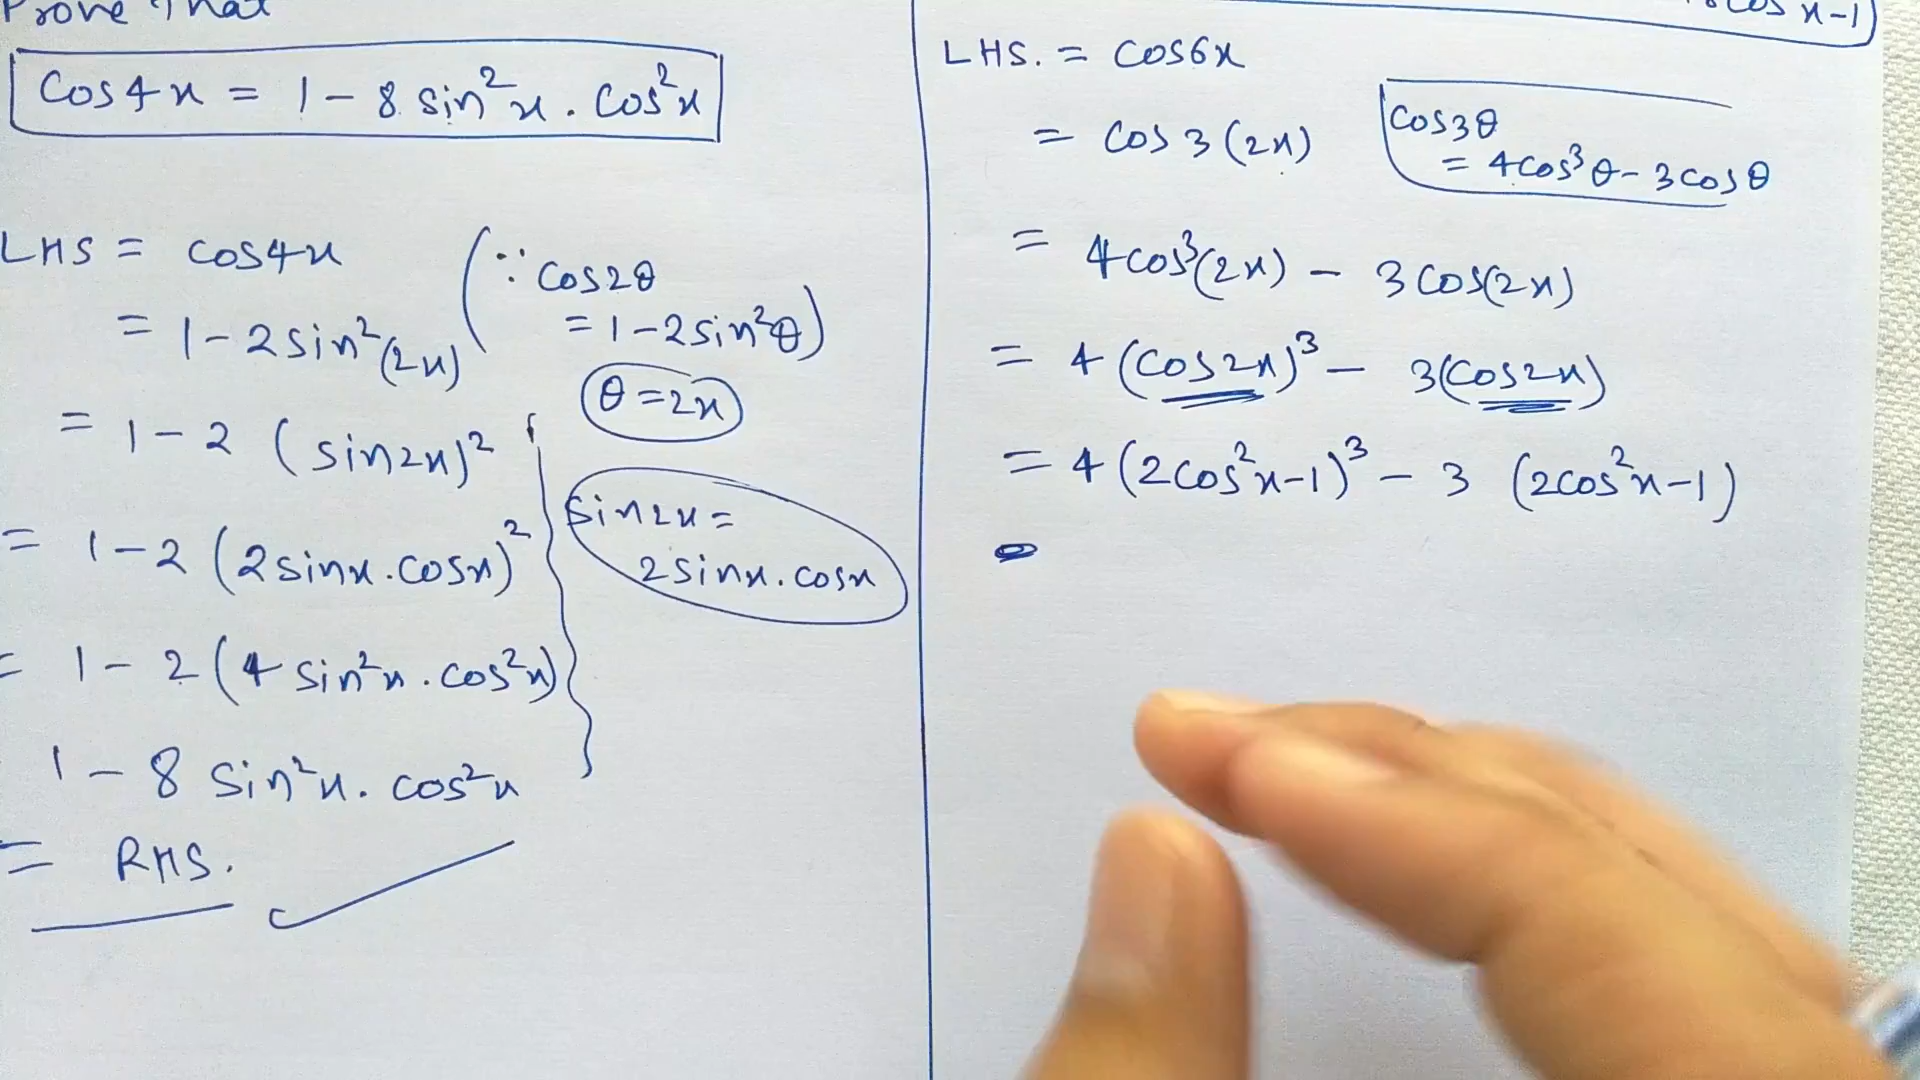 Prove That
Cos4x = 1 - 8 sin²x . cos²x
LHS = cos4x
= 1 - 2sin²(2x)
(∵ cos2θ
= 1 - 2sin²θ)
θ = 2x
= 1 - 2 (sin2x)²
sin2x =
2sinx.cosx
= 1 - 2 (2sinx.cosx)²
= 1 - 2 (4 sin²x . cos²x)
1 - 8 sin²x . cos²x
= RHS.
x - 1
LHS. = cos6x
= cos 3(2x)
cos3θ
= 4cos³θ - 3cosθ
= 4cos³(2x) - 3cos(2x)
= 4 (cos2x)³ - 3(cos2x)
= 4 (2cos²x-1)³ - 3 (2cos²x-1)